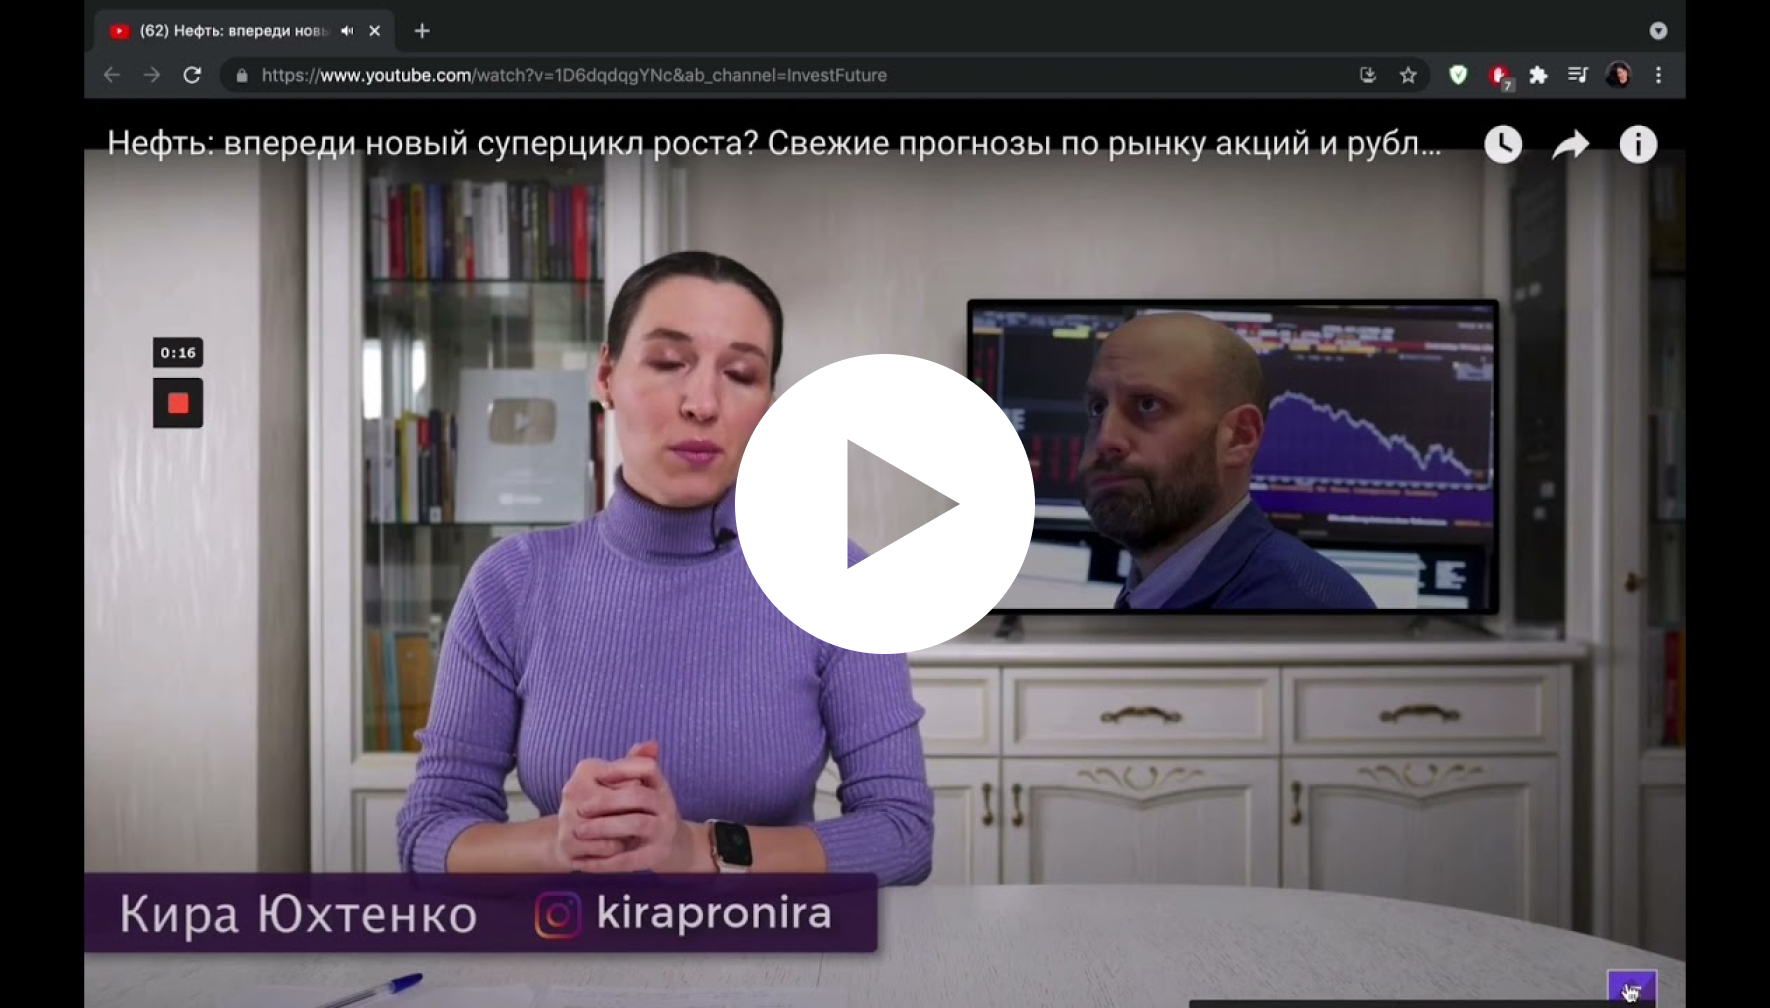 (62) Нефть: впереди нов
https://www.youtube.com/watch?v=1D6dqdqgYNc&ab_channel=InvestFuture
7
Нефть: впереди новый суперцикл роста? Свежие прогнозы по рынку акций и рубл...
0:16
Кира Юхтенко
kirapronira